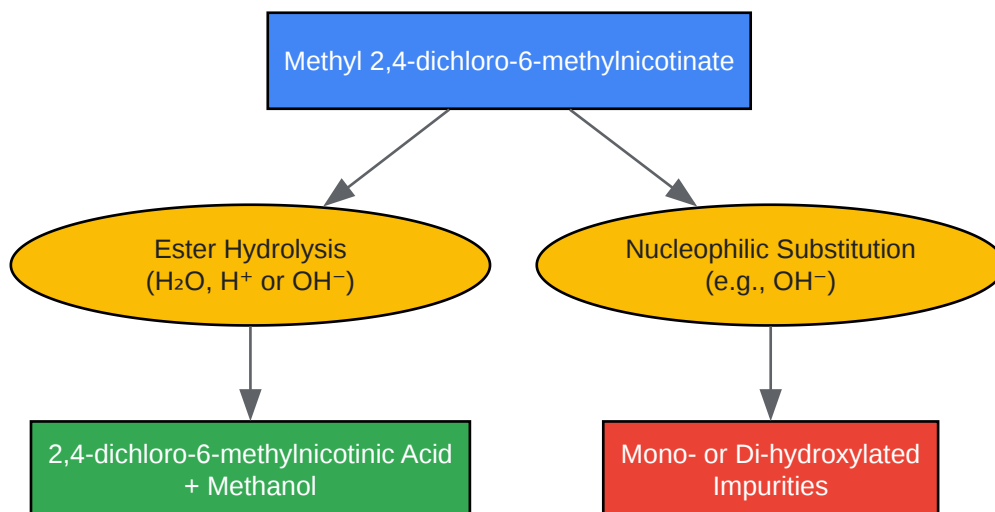 Methyl 2,4-dichloro-6-methylnicotinate
Ester Hydrolysis
(H₂O, H⁺ or OH⁻)
Nucleophilic Substitution
(e.g., OH⁻)
2,4-dichloro-6-methylnicotinic Acid
+ Methanol
Mono- or Di-hydroxylated
Impurities